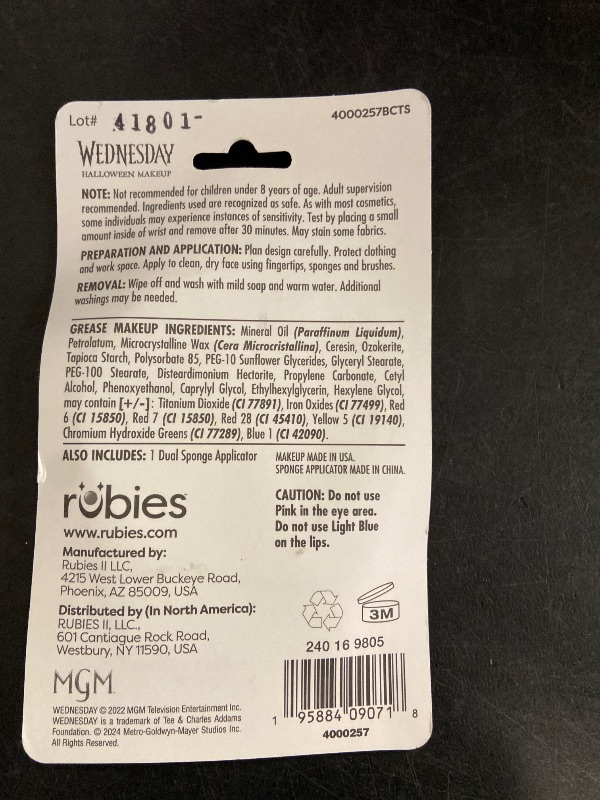 Lot# 41801-
4000257BCTS
WEDNESDAY
HALLOWEEN MAKEUP
NOTE: Not recommended for children under 8 years of age. Adult supervision
recommended. Ingredients used are recognized as safe. As with most cosmetics,
some individuals may experience instances of sensitivity. Test by placing a small
amount inside of wrist and remove after 30 minutes. May stain some fabrics.
PREPARATION AND APPLICATION: Plan design carefully. Protect clothing
and work space. Apply to clean, dry face using fingertips, sponges and brushes.
REMOVAL: Wipe off and wash with mild soap and warm water. Additional
washings may be needed.
GREASE MAKEUP INGREDIENTS: Mineral Oil (Paraffinum Liquidum),
Petrolatum, Microcrystalline Wax (Cera Microcristallina), Ceresin, Ozokerite,
Tapioca Starch, Polysorbate 85, PEG-10 Sunflower Glycerides, Glyceryl Stearate,
PEG-100 Stearate, Disteardimonium Hectorite, Propylene Carbonate, Cetyl
Alcohol, Phenoxyethanol, Caprylyl Glycol, Ethylhexylglycerin, Hexylene Glycol,
may contain [+/-]: Titanium Dioxide (CI 77891), Iron Oxides (CI 77499), Red
6 (CI 15850), Red 7 (CI 15850), Red 28 (CI 45410), Yellow 5 (CI 19140),
Chromium Hydroxide Greens (CI 77289), Blue 1 (CI 42090).
ALSO INCLUDES: 1 Dual Sponge Applicator
MAKEUP MADE IN USA.
SPONGE APPLICATOR MADE IN CHINA.
rubies
www.rubies.com
CAUTION: Do not use
Pink in the eye area.
Do not use Light Blue
on the lips.
Manufactured by:
Rubies II LLC,
4215 West Lower Buckeye Road,
Phoenix, AZ 85009, USA
Distributed by (In North America):
RUBIES II, LLC.,
601 Cantiague Rock Road,
Westbury, NY 11590, USA
3M
240 16 9805
MGM
WEDNESDAY © 2022 MGM Television Entertainment Inc.
WEDNESDAY is a trademark of Tee & Charles Addams
Foundation. © 2024 Metro-Goldwyn-Mayer Studios Inc.
All Rights Reserved.
1 95884 09071 8
4000257